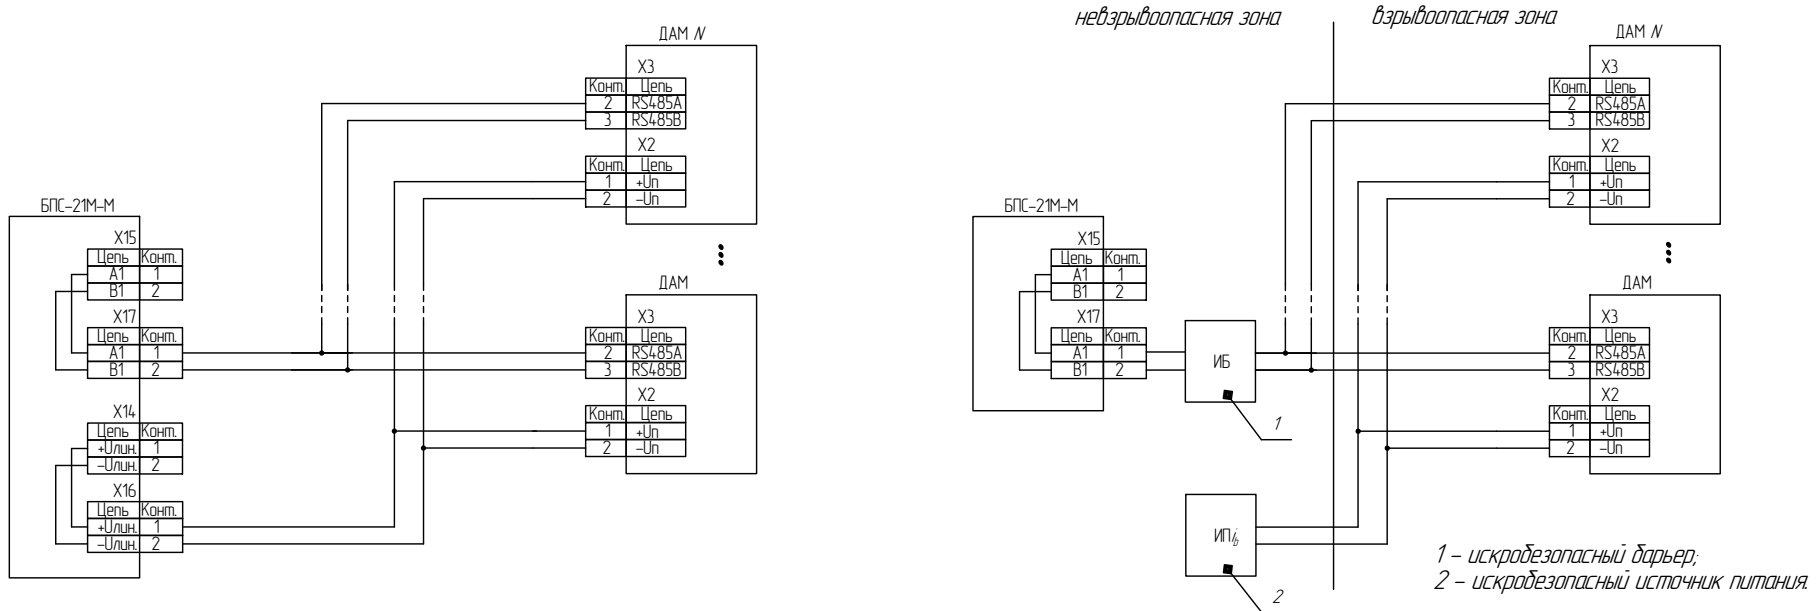 ДАМ N
X3
Конт. Цепь
2 RS485A
3 RS485B
X2
Конт. Цепь
1 +Uп
2 –Uп
БПС-21М-М
X15
Цепь Конт.
A1 1
B1 2
X17
Цепь Конт.
A1 1
B1 2
X14
Цепь Конт.
+Uлин. 1
–Uлин. 2
X16
Цепь Конт.
+Uлин. 1
–Uлин. 2
ДАМ
X3
Конт. Цепь
2 RS485A
3 RS485B
X2
Конт. Цепь
1 +Uп
2 –Uп
невзрывоопасная зона
взрывоопасная зона
ДАМ N
X3
Конт. Цепь
2 RS485A
3 RS485B
X2
Конт. Цепь
1 +Uп
2 –Uп
БПС-21М-М
X15
Цепь Конт.
A1 1
B1 2
X17
Цепь Конт.
A1 1
B1 2
ИБ
1
ДАМ
X3
Конт. Цепь
2 RS485A
3 RS485B
X2
Конт. Цепь
1 +Uп
2 –Uп
ИП ib
2
1 – искробезопасный барьер;
2 – искробезопасный источник питания.